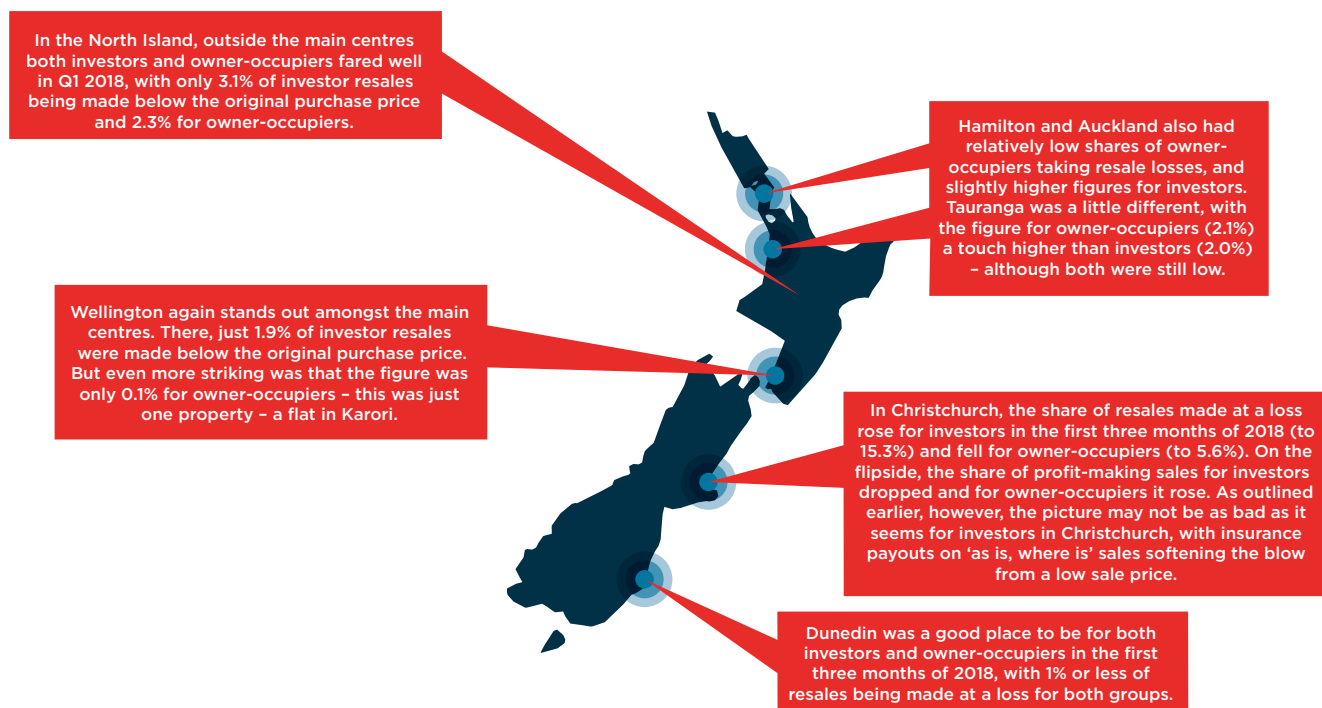 In the North Island, outside the main centres
both investors and owner-occupiers fared well
in Q1 2018, with only 3.1% of investor resales
being made below the original purchase price
and 2.3% for owner-occupiers.
Hamilton and Auckland also had
relatively low shares of owner-
occupiers taking resale losses, and
slightly higher figures for investors.
Tauranga was a little different, with
the figure for owner-occupiers (2.1%)
a touch higher than investors (2.0%)
– although both were still low.
Wellington again stands out amongst the main
centres. There, just 1.9% of investor resales
were made below the original purchase price.
But even more striking was that the figure was
only 0.1% for owner-occupiers – this was just
one property – a flat in Karori.
In Christchurch, the share of resales made at a loss
rose for investors in the first three months of 2018 (to
15.3%) and fell for owner-occupiers (to 5.6%). On the
flipside, the share of profit-making sales for investors
dropped and for owner-occupiers it rose. As outlined
earlier, however, the picture may not be as bad as it
seems for investors in Christchurch, with insurance
payouts on ‘as is, where is’ sales softening the blow
from a low sale price.
Dunedin was a good place to be for both
investors and owner-occupiers in the first
three months of 2018, with 1% or less of
resales being made at a loss for both groups.